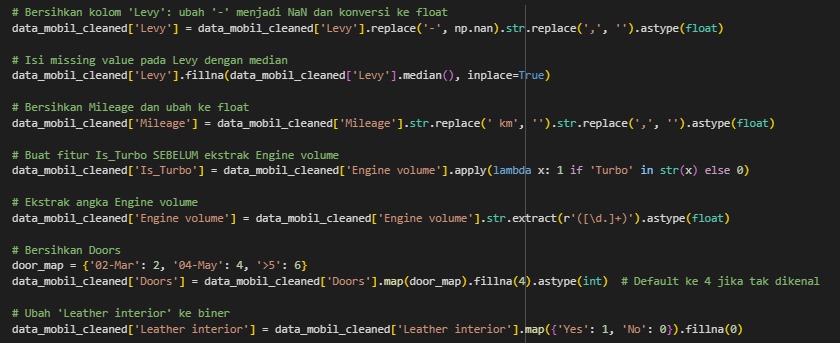 # Bersihkan kolom 'Levy': ubah '-' menjadi NaN dan konversi ke float
data_mobil_cleaned['Levy'] = data_mobil_cleaned['Levy'].replace('-', np.nan).str.replace(',', '').astype(float)
# Isi missing value pada Levy dengan median
data_mobil_cleaned['Levy'].fillna(data_mobil_cleaned['Levy'].median(), inplace=True)
# Bersihkan Mileage dan ubah ke float
data_mobil_cleaned['Mileage'] = data_mobil_cleaned['Mileage'].str.replace(' km', '').str.replace(',', '').astype(float)
# Buat fitur Is_Turbo SEBELUM ekstrak Engine volume
data_mobil_cleaned['Is_Turbo'] = data_mobil_cleaned['Engine volume'].apply(lambda x: 1 if 'Turbo' in str(x) else 0)
# Ekstrak angka Engine volume
data_mobil_cleaned['Engine volume'] = data_mobil_cleaned['Engine volume'].str.extract(r'([\d.]+)').astype(float)
# Bersihkan Doors
door_map = {'02-Mar': 2, '04-May': 4, '>5': 6}
data_mobil_cleaned['Doors'] = data_mobil_cleaned['Doors'].map(door_map).fillna(4).astype(int)  # Default ke 4 jika tak dikenal
# Ubah 'Leather interior' ke biner
data_mobil_cleaned['Leather interior'] = data_mobil_cleaned['Leather interior'].map({'Yes': 1, 'No': 0}).fillna(0)